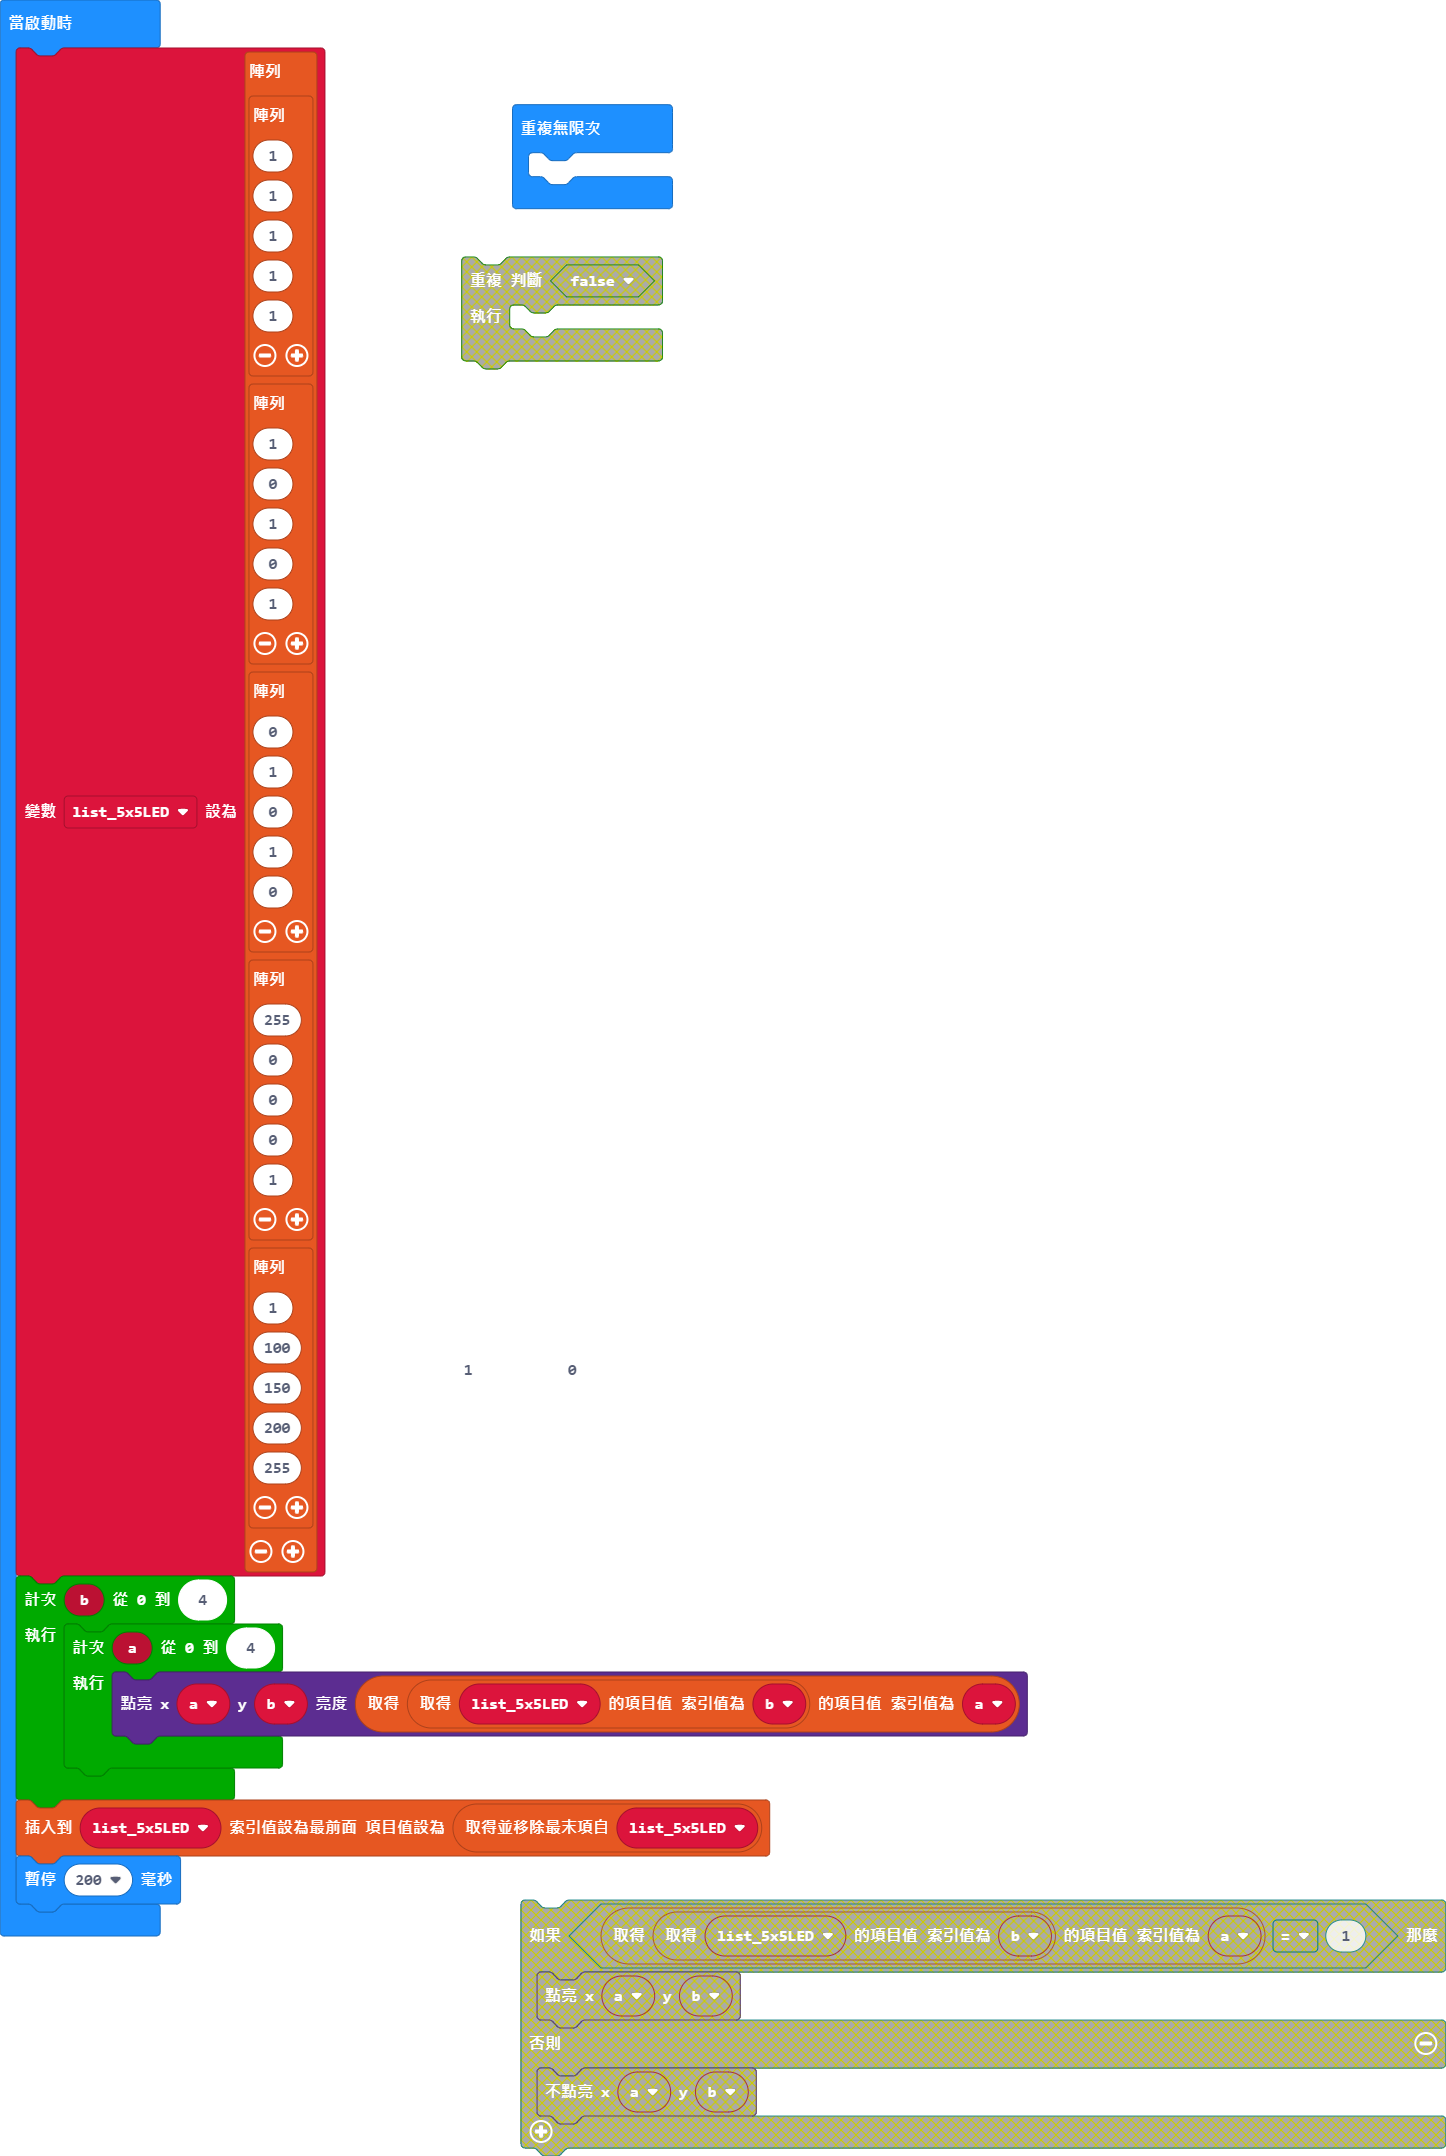 當啟動時
變數 list_5x5LED 設為
陣列
陣列
1
1
1
1
1
陣列
1
0
1
0
1
陣列
0
1
0
1
0
陣列
255
0
0
0
1
陣列
1
100
150
200
255
計次 b 從 0 到 4
執行
計次 a 從 0 到 4
執行
點亮 x a y b 亮度 取得 取得 list_5x5LED 的項目值 索引值為 b 的項目值 索引值為 a
插入到 list_5x5LED 索引值設為最前面 項目值設為 取得並移除最末項自 list_5x5LED
暫停 200 毫秒
重複無限次
重複 判斷 false
執行
1 0
如果 取得 取得 list_5x5LED 的項目值 索引值為 b 的項目值 索引值為 a = 1 那麼
點亮 x a y b
否則
不點亮 x a y b